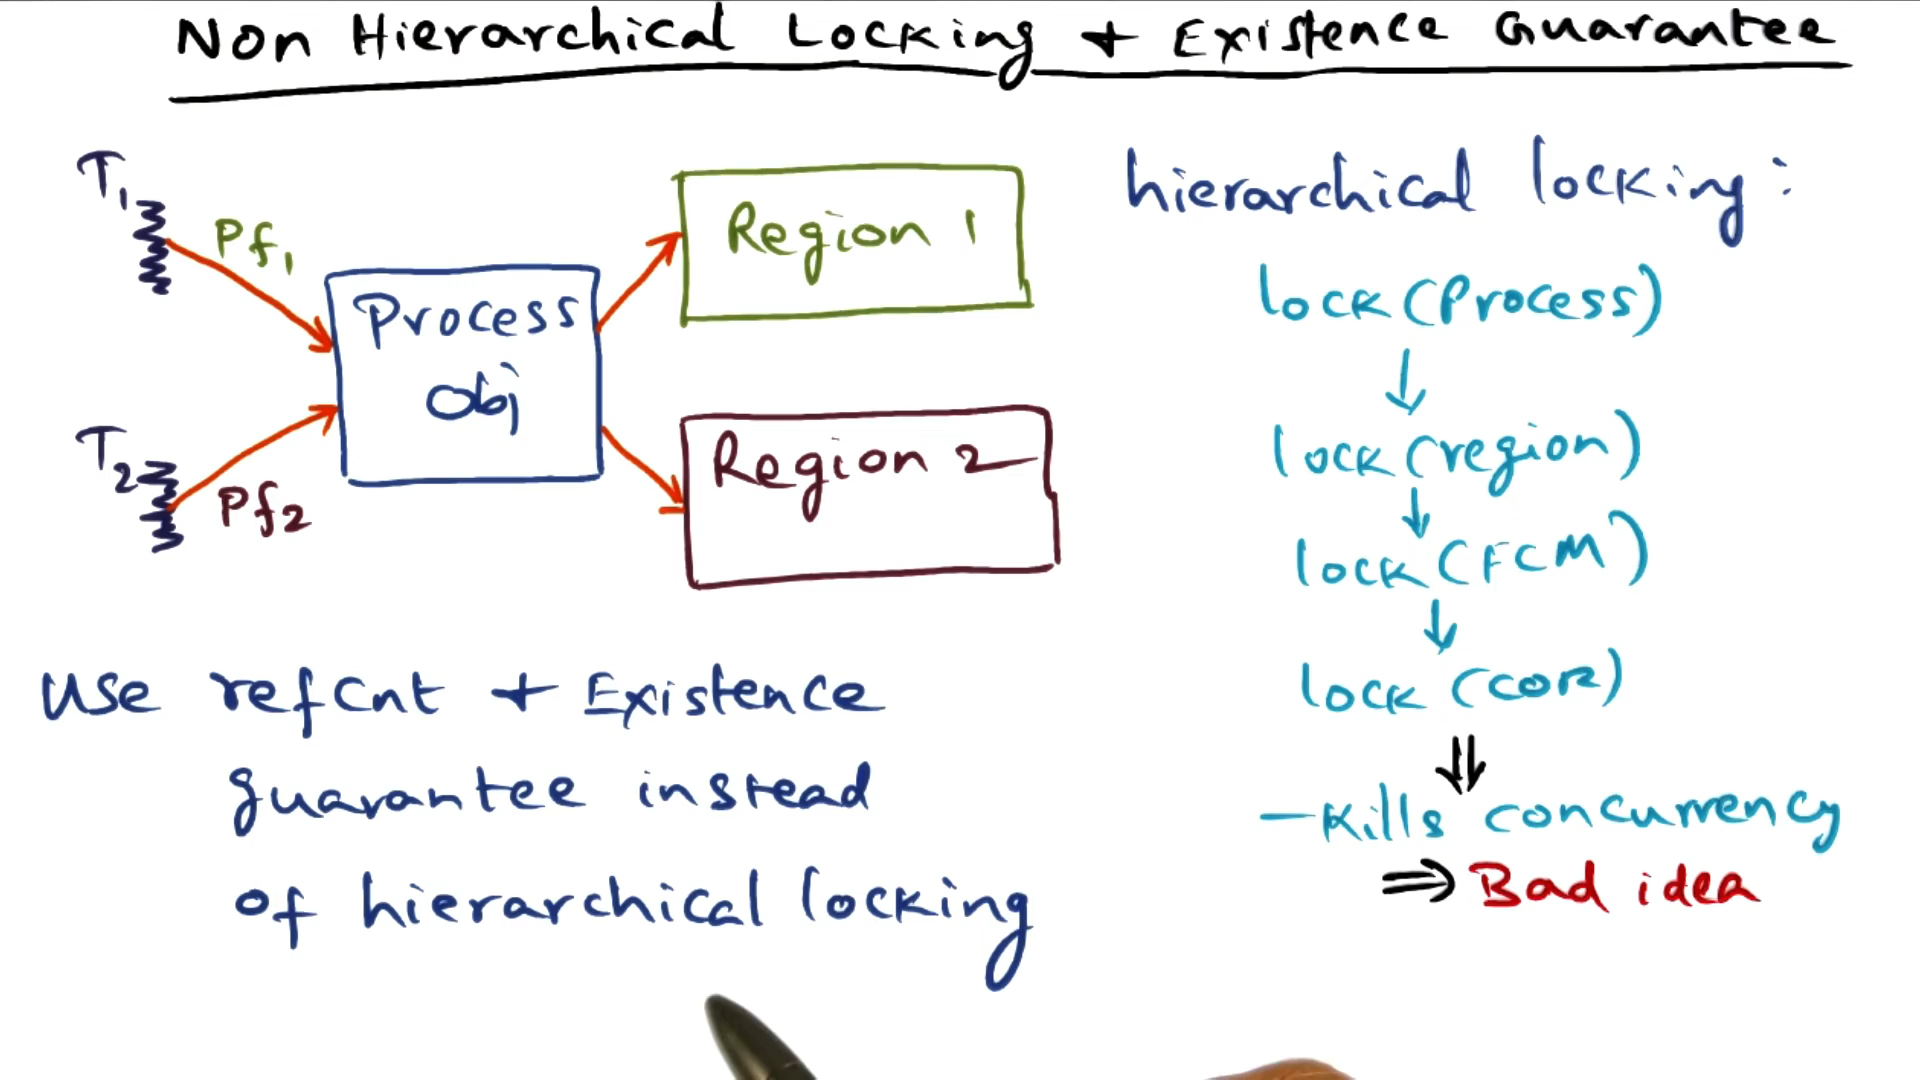 Non Hierarchical Locking + Existence Guarantee
T1
Pf1
Process
Obj
Region 1
T2
Pf2
Region 2
Use refcnt + Existence
guarantee instead
of hierarchical locking
hierarchical locking:
lock (Process)
↓
lock (region)
↓
lock (FCM)
↓
lock (COR)
⇓
- Kills concurrency
⇒ Bad idea